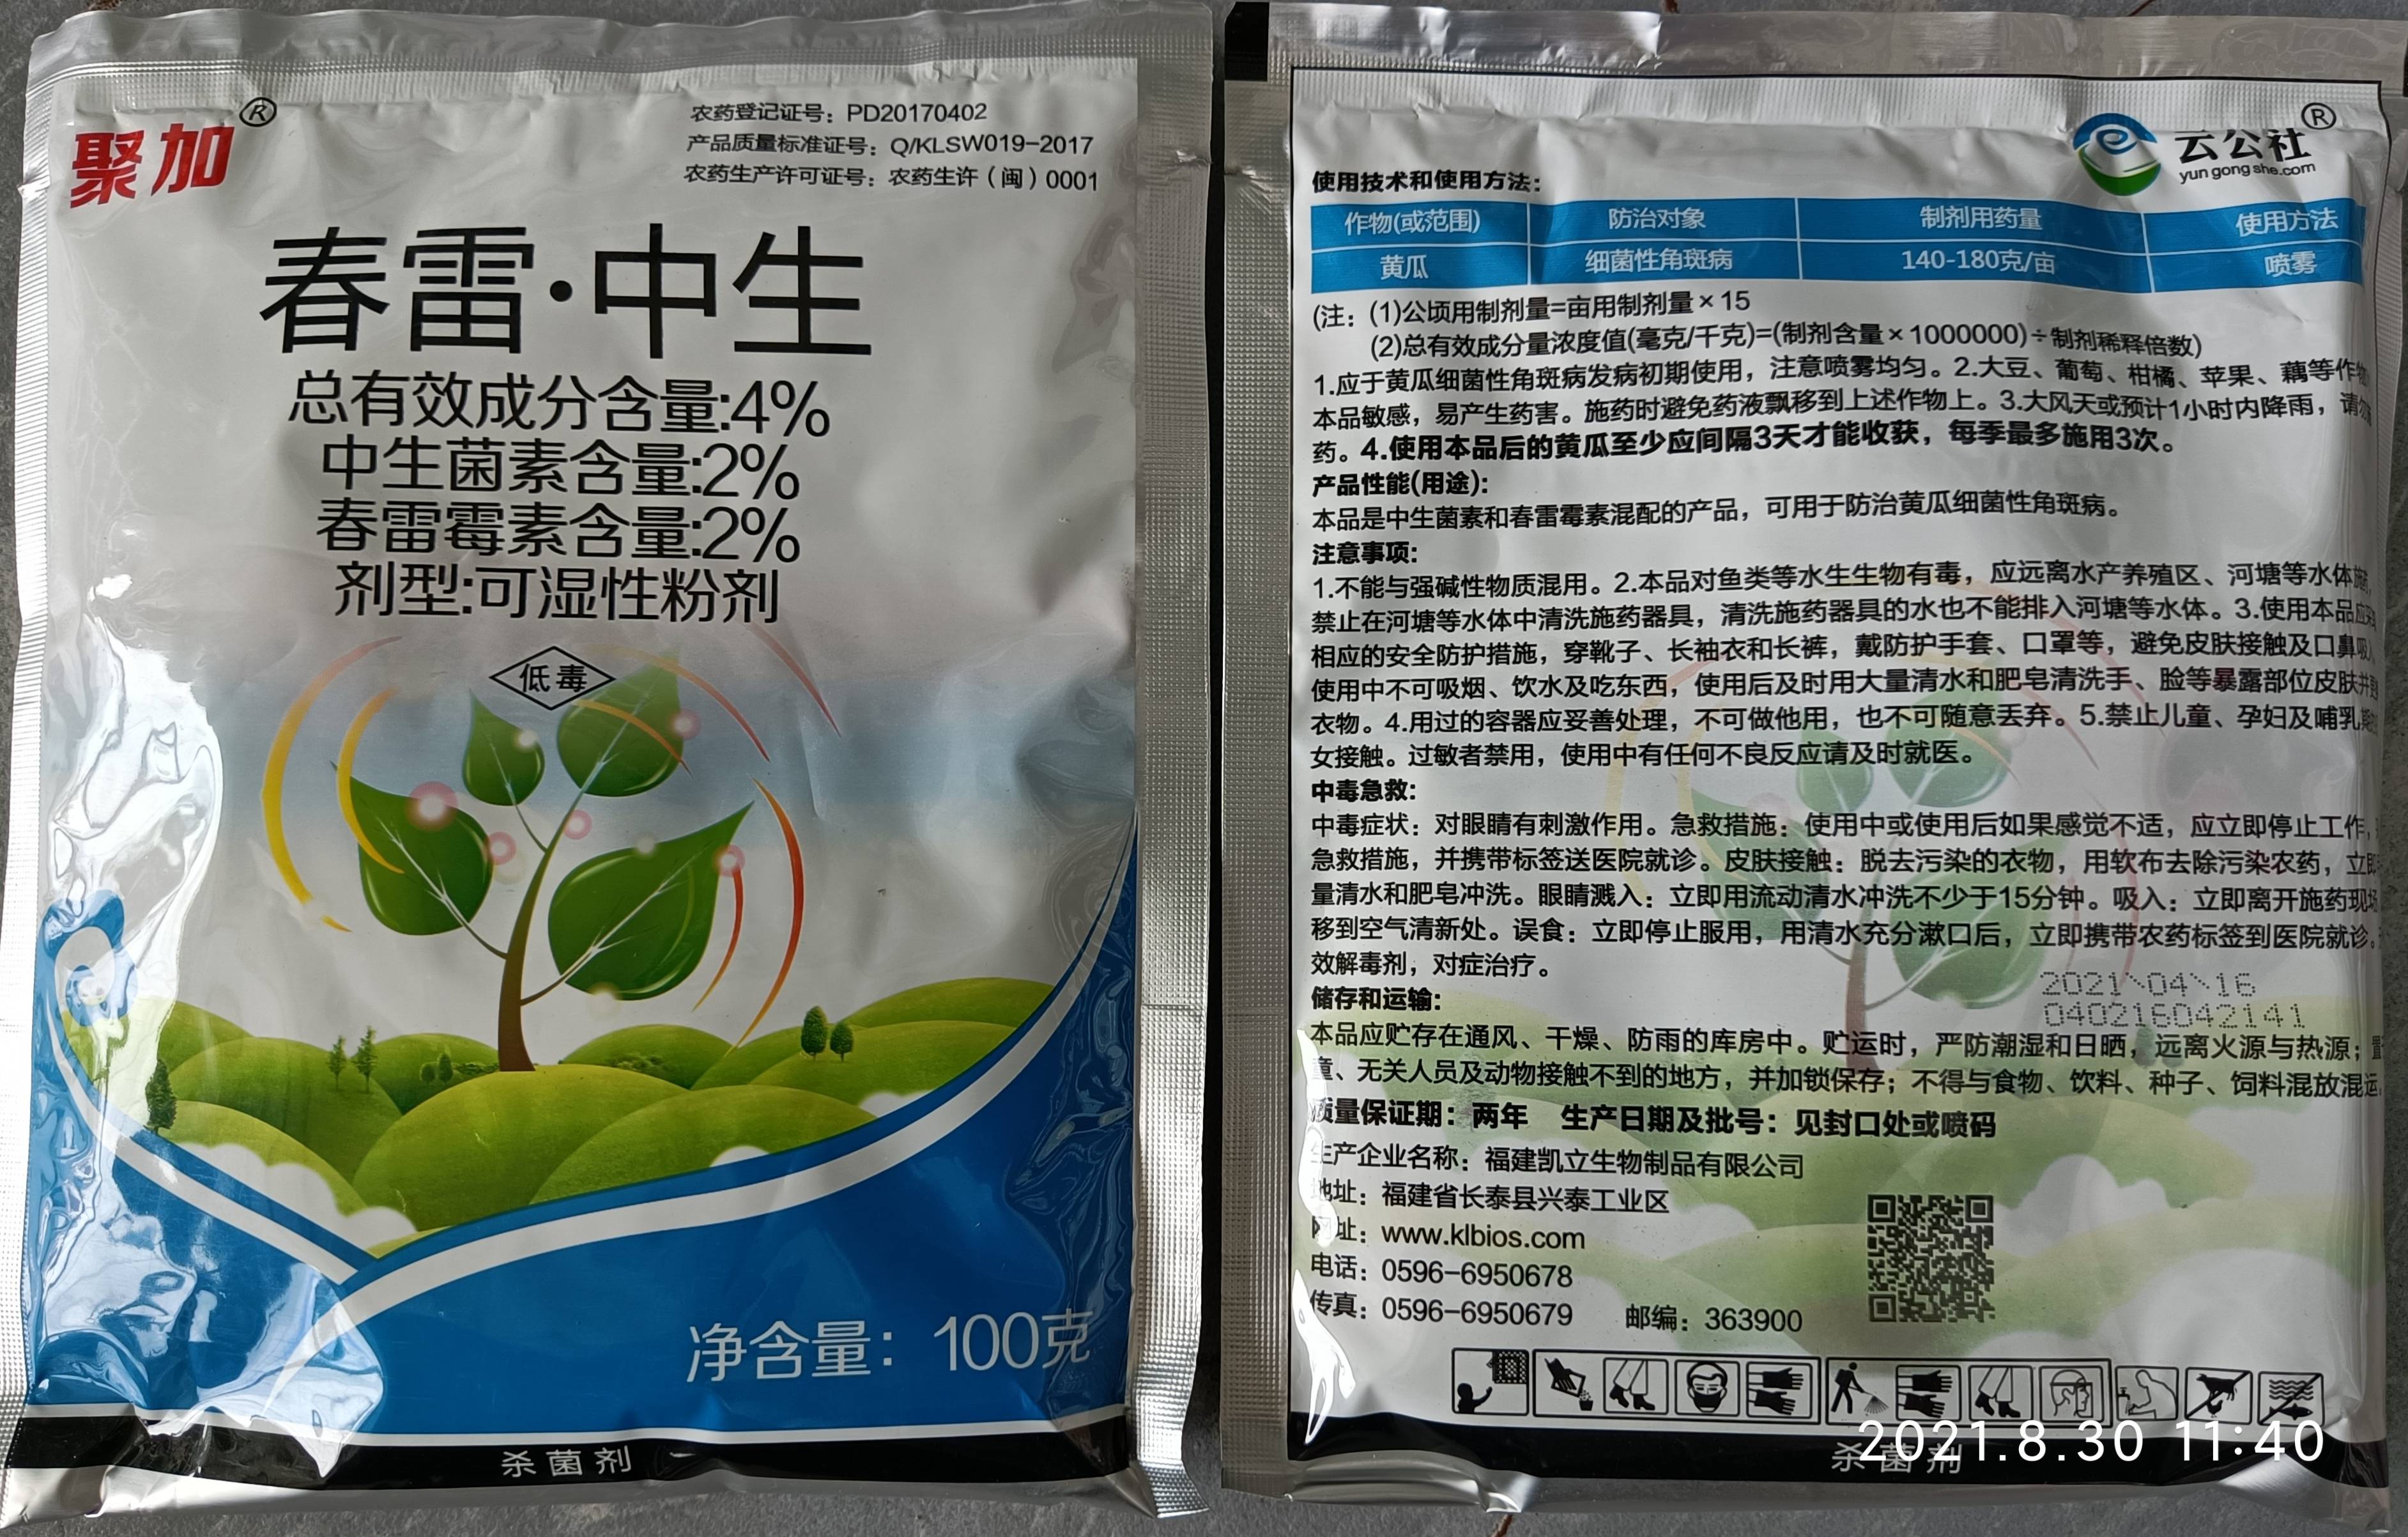 聚加®
农药登记证号：PD20170402
产品质量标准证号：Q/KLSW019-2017
农药生产许可证号：农药生许（闽）0001
春雷·中生
总有效成分含量:4%
中生菌素含量:2%
春雷霉素含量:2%
剂型:可湿性粉剂
低毒
净含量：100克
杀菌剂
云公社®
yungongshe.com
使用技术和使用方法：
作物(或范围) 防治对象 制剂用药量 使用方法
黄瓜 细菌性角斑病 140-180克/亩 喷雾
(注：(1)公顷用制剂量=亩用制剂量×15
(2)总有效成分量浓度值(毫克/千克)=(制剂含量×1000000)÷制剂稀释倍数)
1.应于黄瓜细菌性角斑病发病初期使用，注意喷雾均匀。2.大豆、葡萄、柑橘、苹果、藕等作物
本品敏感，易产生药害。施药时避免药液飘移到上述作物上。3.大风天或预计1小时内降雨，请勿
药。4.使用本品后的黄瓜至少应间隔3天才能收获，每季最多施用3次。
产品性能(用途)：
本品是中生菌素和春雷霉素混配的产品，可用于防治黄瓜细菌性角斑病。
注意事项：
1.不能与强碱性物质混用。2.本品对鱼类等水生生物有毒，应远离水产养殖区、河塘等水体施
禁止在河塘等水体中清洗施药器具，清洗施药器具的水也不能排入河塘等水体。3.使用本品应
相应的安全防护措施，穿靴子、长袖衣和长裤，戴防护手套、口罩等，避免皮肤接触及口鼻吸
使用中不可吸烟、饮水及吃东西，使用后及时用大量清水和肥皂清洗手、脸等暴露部位皮肤并
衣物。4.用过的容器应妥善处理，不可做他用，也不可随意丢弃。5.禁止儿童、孕妇及哺乳
女接触。过敏者禁用，使用中有任何不良反应请及时就医。
中毒急救：
中毒症状：对眼睛有刺激作用。急救措施：使用中或使用后如果感觉不适，应立即停止工作，
急救措施，并携带标签送医院就诊。皮肤接触：脱去污染的衣物，用软布去除污染农药，立即
量清水和肥皂冲洗。眼睛溅入：立即用流动清水冲洗不少于15分钟。吸入：立即离开施药现场
移到空气清新处。误食：立即停止服用，用清水充分漱口后，立即携带农药标签到医院就诊。
效解毒剂，对症治疗。
2021\04\16
040216042141
储存和运输：
本品应贮存在通风、干燥、防雨的库房中。贮运时，严防潮湿和日晒，远离火源与热源；
童、无关人员及动物接触不到的地方，并加锁保存；不得与食物、饮料、种子、饲料混放混运
质量保证期：两年 生产日期及批号：见封口处或喷码
生产企业名称：福建凯立生物制品有限公司
地址：福建省长泰县兴泰工业区
网址：www.klbios.com
电话：0596-6950678
传真：0596-6950679 邮编：363900
杀菌剂
2021.8.30 11:40